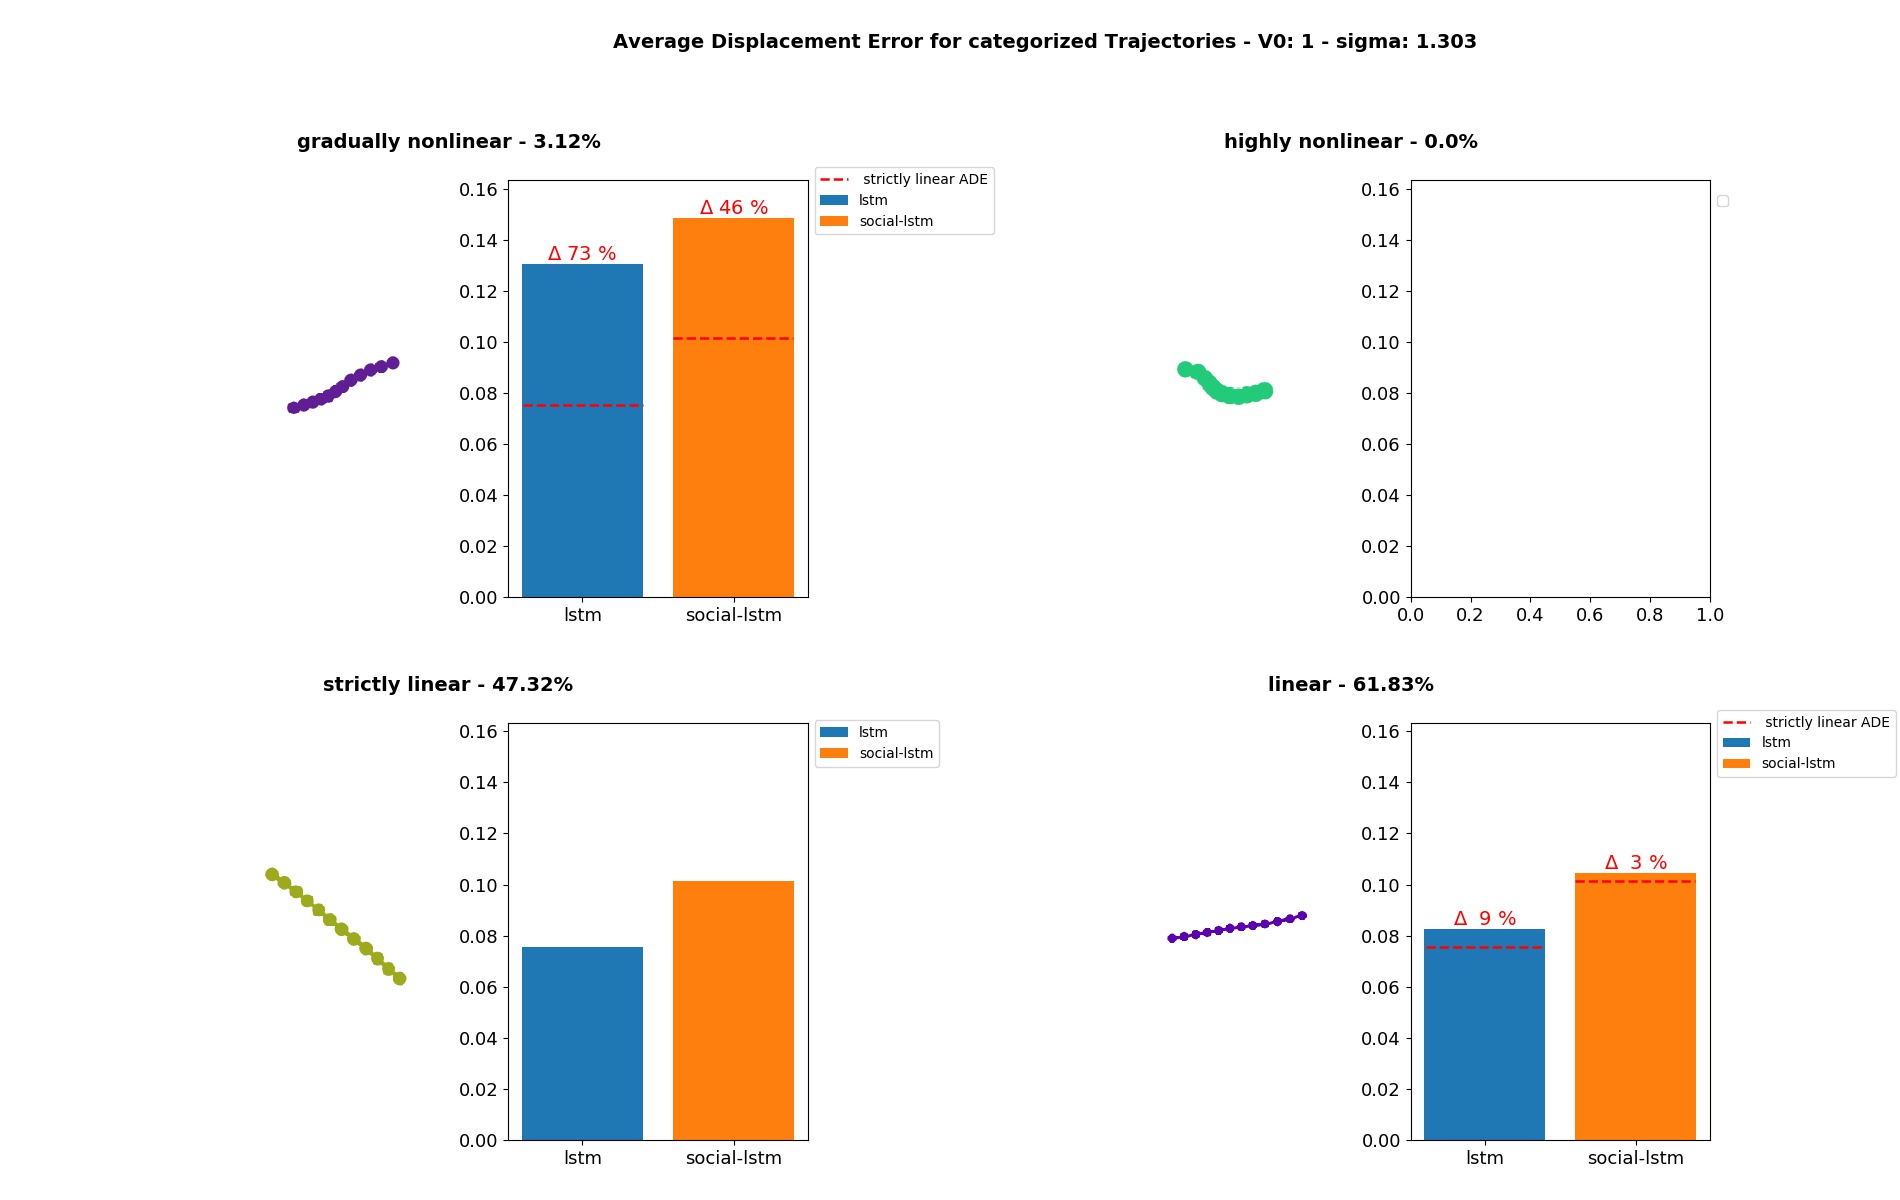 Average Displacement Error for categorized Trajectories - V0: 1 - sigma: 1.303
gradually nonlinear - 3.12%
0.16
0.14
0.12
0.10
0.08
0.06
0.04
0.02
0.00
Δ 73 %
Δ 46 %
lstm
social-lstm
strictly linear ADE
lstm
social-lstm
highly nonlinear - 0.0%
0.16
0.14
0.12
0.10
0.08
0.06
0.04
0.02
0.00
0.0 0.2 0.4 0.6 0.8 1.0
strictly linear - 47.32%
0.16
0.14
0.12
0.10
0.08
0.06
0.04
0.02
0.00
lstm
social-lstm
lstm
social-lstm
linear - 61.83%
0.16
0.14
0.12
0.10
0.08
0.06
0.04
0.02
0.00
Δ 9 %
Δ 3 %
lstm
social-lstm
strictly linear ADE
lstm
social-lstm